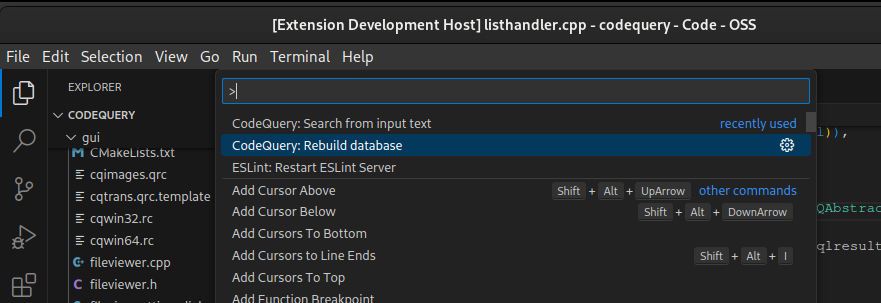 [Extension Development Host] listhandler.cpp - codequery - Code - OSS
File Edit Selection View Go Run Terminal Help
EXPLORER
CODEQUERY
gui
CMakeLists.txt
cqimages.qrc
cqtrans.qrc.template
cqwin32.rc
cqwin64.rc
fileviewer.cpp
C fileviewer.h
>
CodeQuery: Search from input text recently used
CodeQuery: Rebuild database
ESLint: Restart ESLint Server
Add Cursor Above Shift + Alt + UpArrow other commands
Add Cursor Below Shift + Alt + DownArrow
Add Cursors To Bottom
Add Cursors to Line Ends Shift + Alt + I
Add Cursors To Top
Add Function Breakpoint
)),
QAbstrac
qlresult